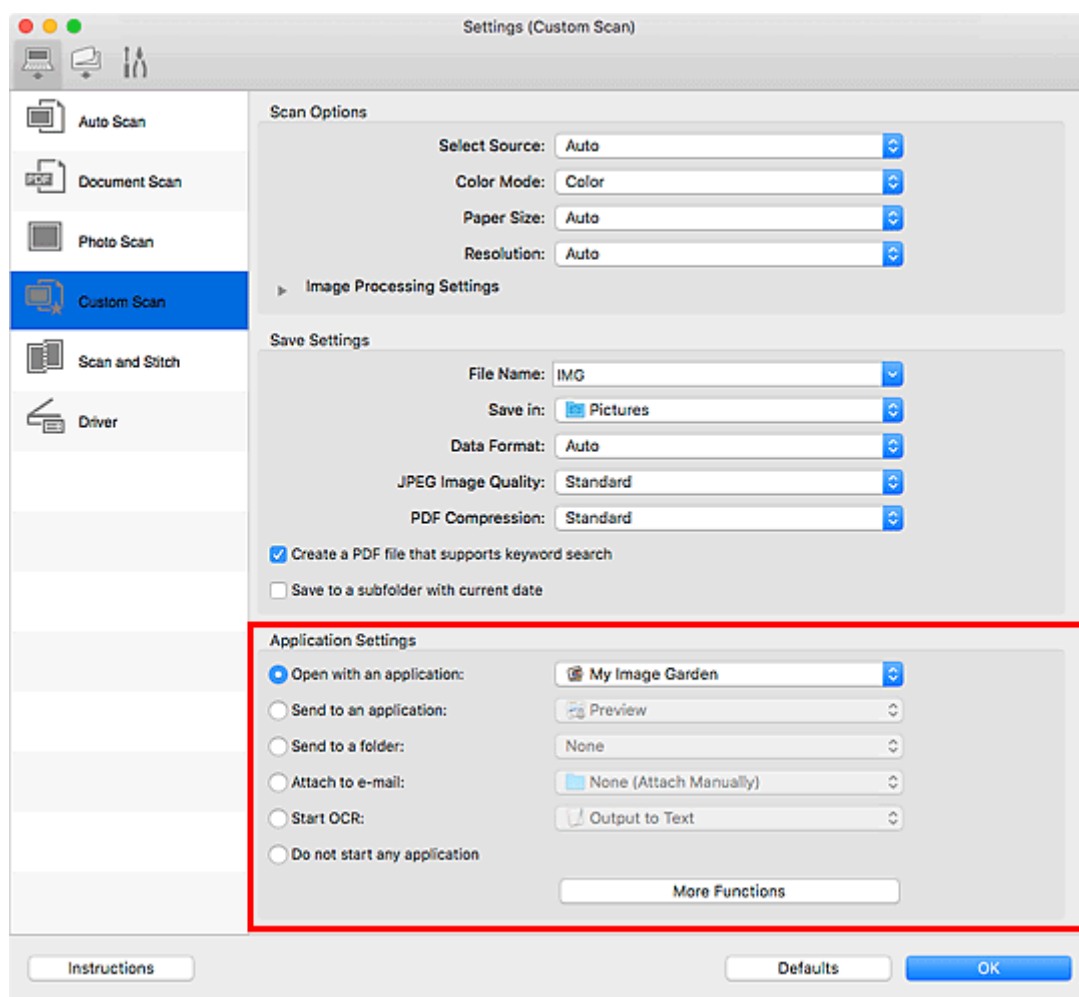 Settings (Custom Scan)
Auto Scan
PDF
Document Scan
Photo Scan
Custom Scan
Scan and Stitch
Driver
Scan Options
Select Source: Auto
Color Mode: Color
Paper Size: Auto
Resolution: Auto
Image Processing Settings
Save Settings
File Name: IMG
Save in: Pictures
Data Format: Auto
JPEG Image Quality: Standard
PDF Compression: Standard
Create a PDF file that supports keyword search
Save to a subfolder with current date
Application Settings
Open with an application: My Image Garden
Send to an application: Preview
Send to a folder: None
Attach to e-mail: None (Attach Manually)
Start OCR: Output to Text
Do not start any application
More Functions
Instructions Defaults OK